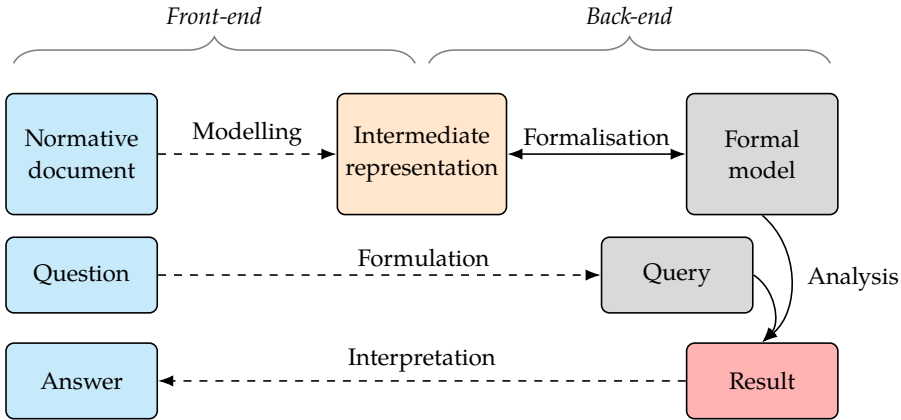 Front-end
Back-end
Normative
document
Modelling
Intermediate
representation
Formalisation
Formal
model
Question
Formulation
Query
Analysis
Answer
Interpretation
Result